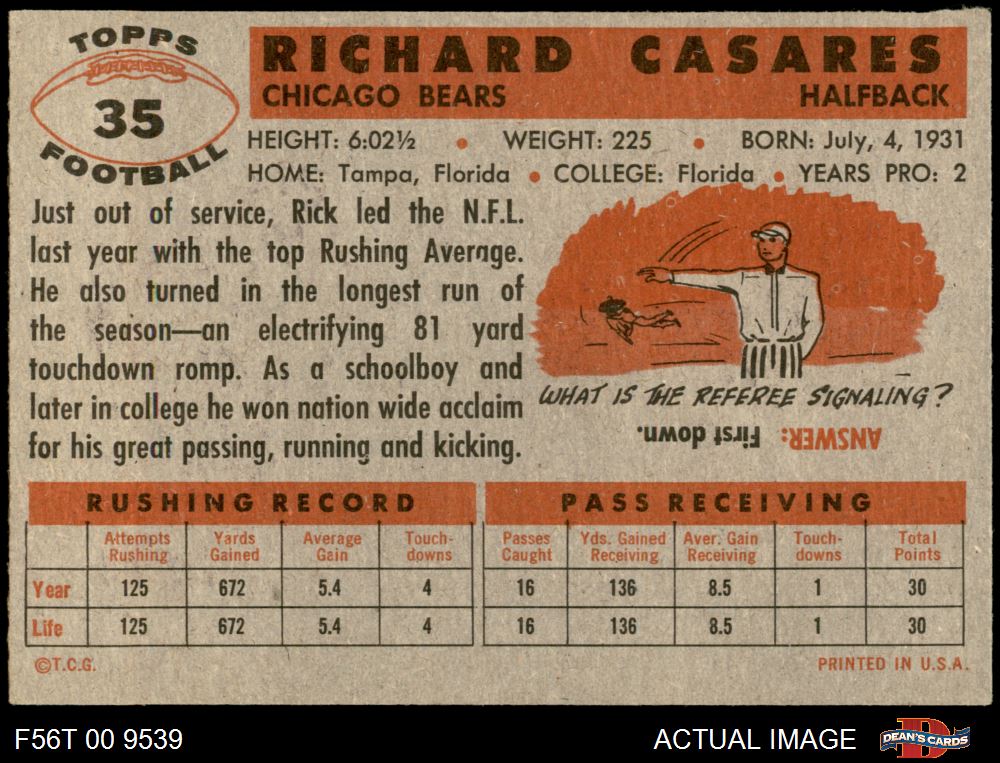 TOPPS
35
FOOTBALL
RICHARD CASARES
CHICAGO BEARS HALFBACK
HEIGHT: 6:02½ • WEIGHT: 225 • BORN: July, 4, 1931
HOME: Tampa, Florida • COLLEGE: Florida • YEARS PRO: 2
Just out of service, Rick led the N.F.L.
last year with the top Rushing Average.
He also turned in the longest run of
the season—an electrifying 81 yard
touchdown romp. As a schoolboy and
later in college he won nation wide acclaim
for his great passing, running and kicking.
WHAT IS THE REFEREE SIGNALING?
ANSWER: First down.
RUSHING RECORD
Attempts Rushing Yards Gained Average Gain Touch-downs
Year 125 672 5.4 4
Life 125 672 5.4 4
PASS RECEIVING
Passes Caught Yds. Gained Receiving Aver. Gain Receiving Touch-downs Total Points
16 136 8.5 1 30
16 136 8.5 1 30
©T.C.G. PRINTED IN U.S.A.
F56T 00 9539 ACTUAL IMAGE DEAN'S CARDS